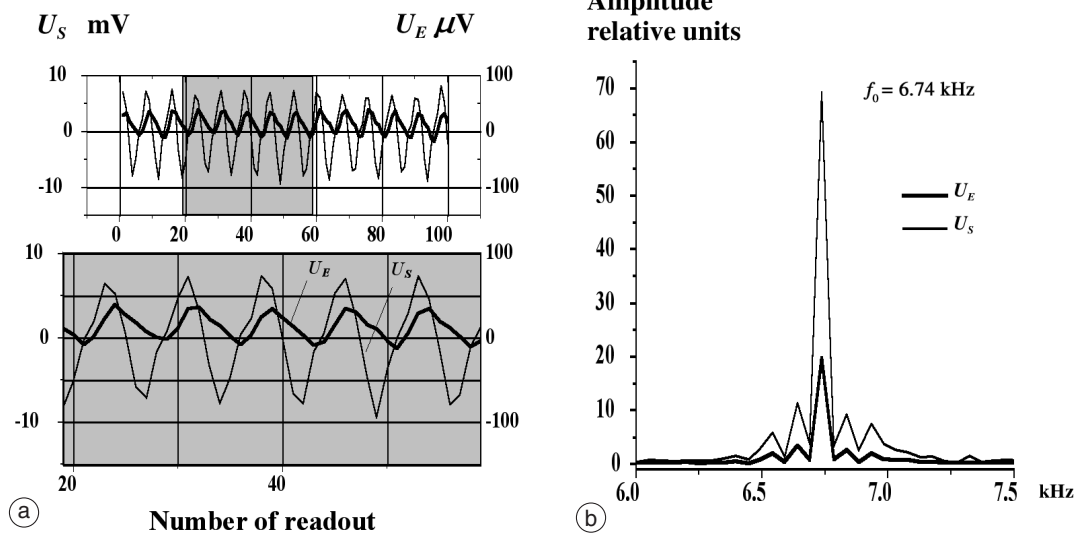 U_S mV
U_E μV
10
100
0
0
-10
-100
0 20 40 60 80 100
10
100
U_E
U_S
0
0
-10
-100
20 40
a
Number of readout
Amplitude
relative units
70
60
50
40
30
20
10
0
f_0 = 6.74 kHz
U_E
U_S
6.0 6.5 7.0 7.5 kHz
b